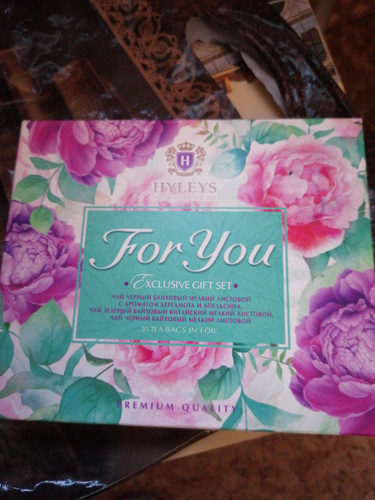 H
HYLEYS
For You
EXCLUSIVE GIFT SET
ЧАЙ ЧЕРНЫЙ БАЙХОВЫЙ МЕЛКИЙ ЛИСТОВОЙ
С АРОМАТОМ БЕРГАМОТА И АПЕЛЬСИНА,
ЧАЙ ЗЕЛЕНЫЙ БАЙХОВЫЙ КИТАЙСКИЙ МЕЛКИЙ ЛИСТОВОЙ,
ЧАЙ ЧЕРНЫЙ БАЙХОВЫЙ МЕЛКИЙ ЛИСТОВОЙ
20 TEA BAGS IN FOIL
PREMIUM QUALITY